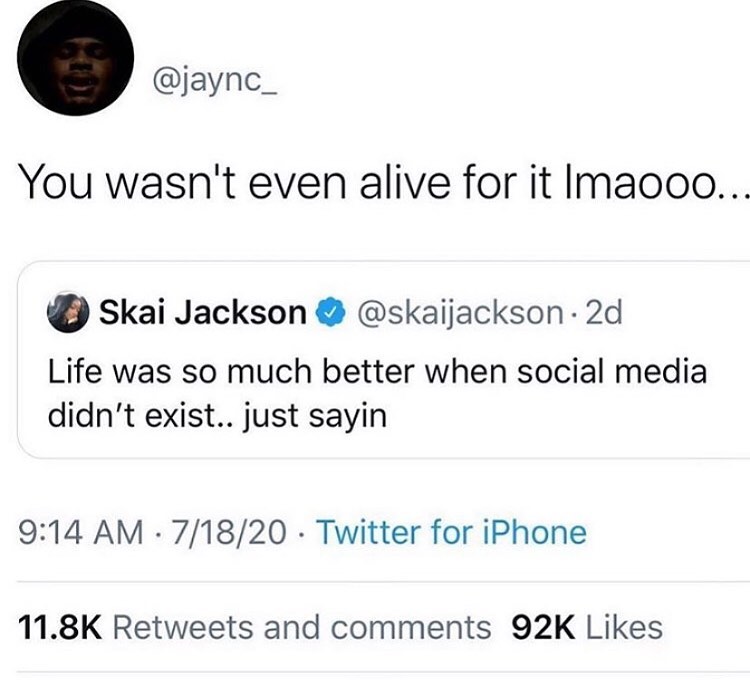 @jaync_
You wasn't even alive for it lmaooo...
Skai Jackson @skaijackson · 2d
Life was so much better when social media
didn’t exist.. just sayin
9:14 AM · 7/18/20 · Twitter for iPhone
11.8K Retweets and comments 92K Likes